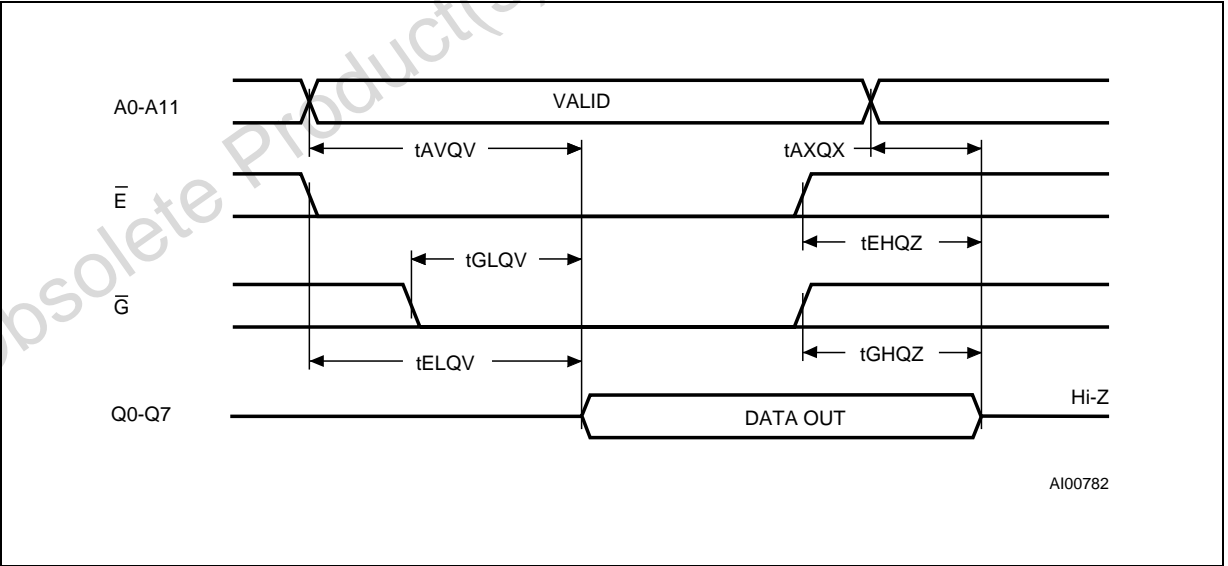 Obsolete Product(s)
A0-A11
VALID
tAVQV
tAXQX
E̅
tEHQZ
tGLQV
G̅
tGHQZ
tELQV
Hi-Z
Q0-Q7
DATA OUT
AI00782